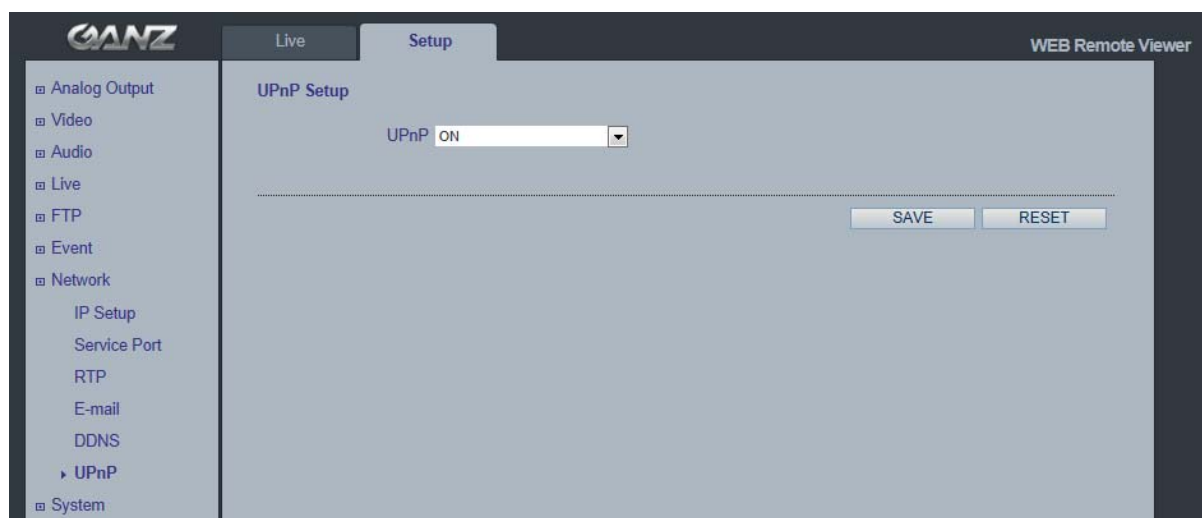 GANZ
Live
Setup
WEB Remote Viewer
Analog Output
Video
Audio
Live
FTP
Event
Network
IP Setup
Service Port
RTP
E-mail
DDNS
UPnP
System
UPnP Setup
UPnP ON
SAVE
RESET